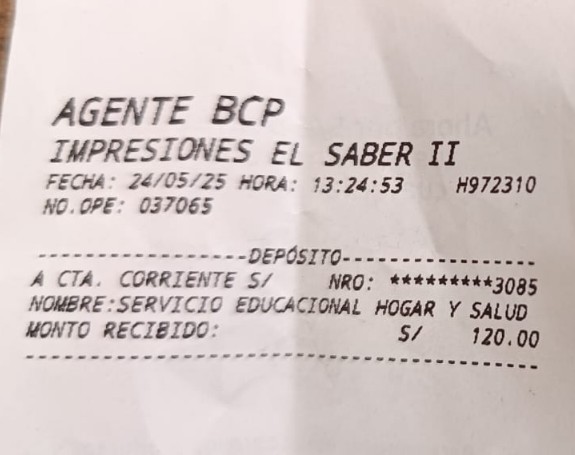 AGENTE BCP
IMPRESIONES EL SABER II
FECHA: 24/05/25 HORA: 13:24:53 H972310
NO.OPE: 037065
-----------------DEPÓSITO-----------------
A CTA. CORRIENTE S/ NRO: *********3085
NOMBRE:SERVICIO EDUCACIONAL HOGAR Y SALUD
MONTO RECIBIDO: S/ 120.00
------------------------------------------